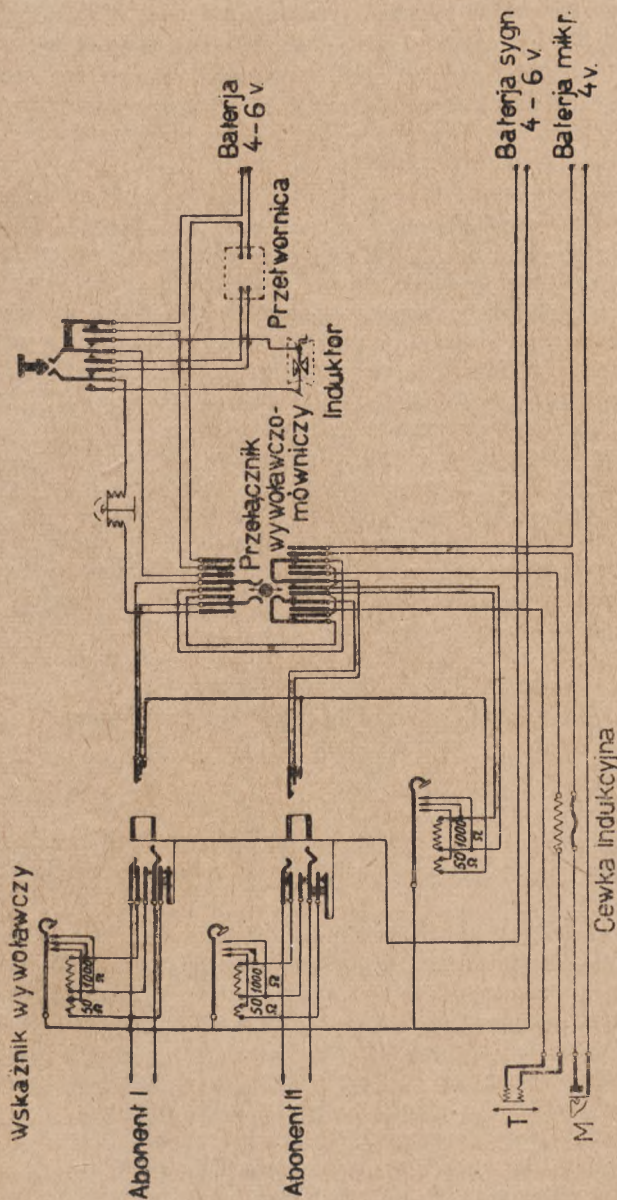 Wskaźnik wywoławczy
Abonent I
50 1000
Ω Ω
Abonent II
50 1000
Ω Ω
50 1000
Ω Ω
T
M
Cewka Indukcyjna
Przełącznik
wywoławczo-
mówniczy
Induktor
Przetwornica
Baterja
4-6 v.
Baterja sygn
4 - 6 v.
Baterja mikr.
4 v.